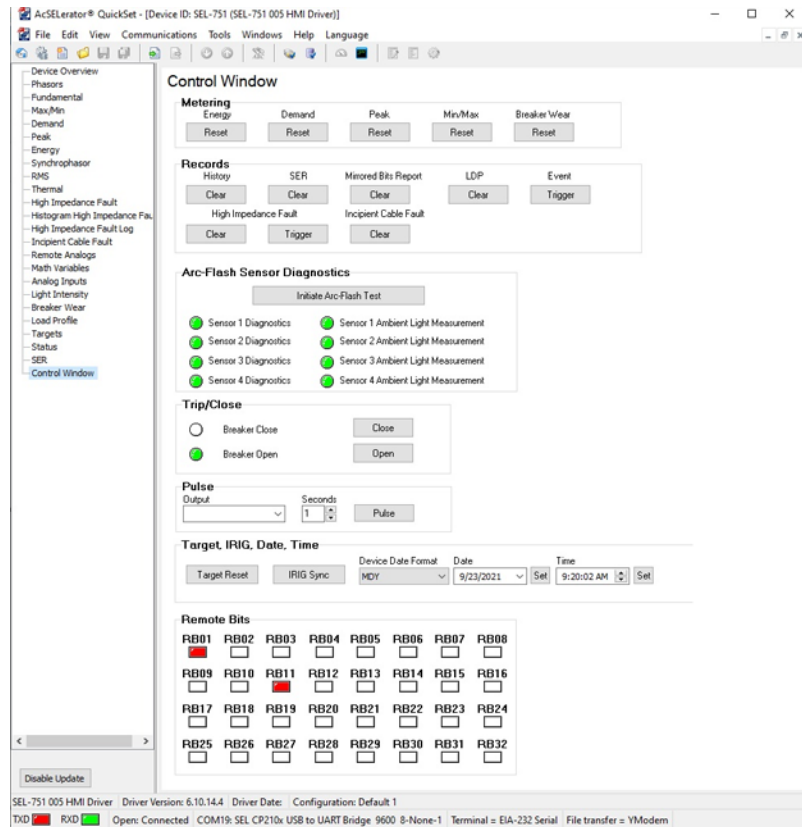 AcSELerator® QuickSet - [Device ID: SEL-751 (SEL-751 005 HMI Driver)]
File Edit View Communications Tools Windows Help Language
Device Overview
Phasors
Fundamental
Max/Min
Demand
Peak
Energy
Synchrophasor
RMS
Thermal
High Impedance Fault
Histogram High Impedance Fau
High Impedance Fault Log
Incipient Cable Fault
Remote Analogs
Math Variables
Analog Inputs
Light Intensity
Breaker Wear
Load Profile
Targets
Status
SER
Control Window
Disable Update
Control Window
Metering
Energy Demand Peak Min/Max Breaker Wear
Reset Reset Reset Reset Reset
Records
History SER Mirrored Bits Report LDP Event
Clear Clear Clear Clear Trigger
High Impedance Fault Incipient Cable Fault
Clear Trigger Clear
Arc-Flash Sensor Diagnostics
Initiate Arc-Flash Test
Sensor 1 Diagnostics Sensor 1 Ambient Light Measurement
Sensor 2 Diagnostics Sensor 2 Ambient Light Measurement
Sensor 3 Diagnostics Sensor 3 Ambient Light Measurement
Sensor 4 Diagnostics Sensor 4 Ambient Light Measurement
Trip/Close
Breaker Close Close
Breaker Open Open
Pulse
Output Seconds
1 Pulse
Target, IRIG, Date, Time
Device Date Format Date Time
Target Reset IRIG Sync MDY 9/23/2021 Set 9:20:02 AM Set
Remote Bits
RB01 RB02 RB03 RB04 RB05 RB06 RB07 RB08
RB09 RB10 RB11 RB12 RB13 RB14 RB15 RB16
RB17 RB18 RB19 RB20 RB21 RB22 RB23 RB24
RB25 RB26 RB27 RB28 RB29 RB30 RB31 RB32
SEL-751 005 HMI Driver Driver Version: 6.10.14.4 Driver Date: Configuration: Default 1
TXD RXD Open: Connected COM19: SEL CP210x USB to UART Bridge 9600 8-None-1 Terminal = EIA-232 Serial File transfer = YModem